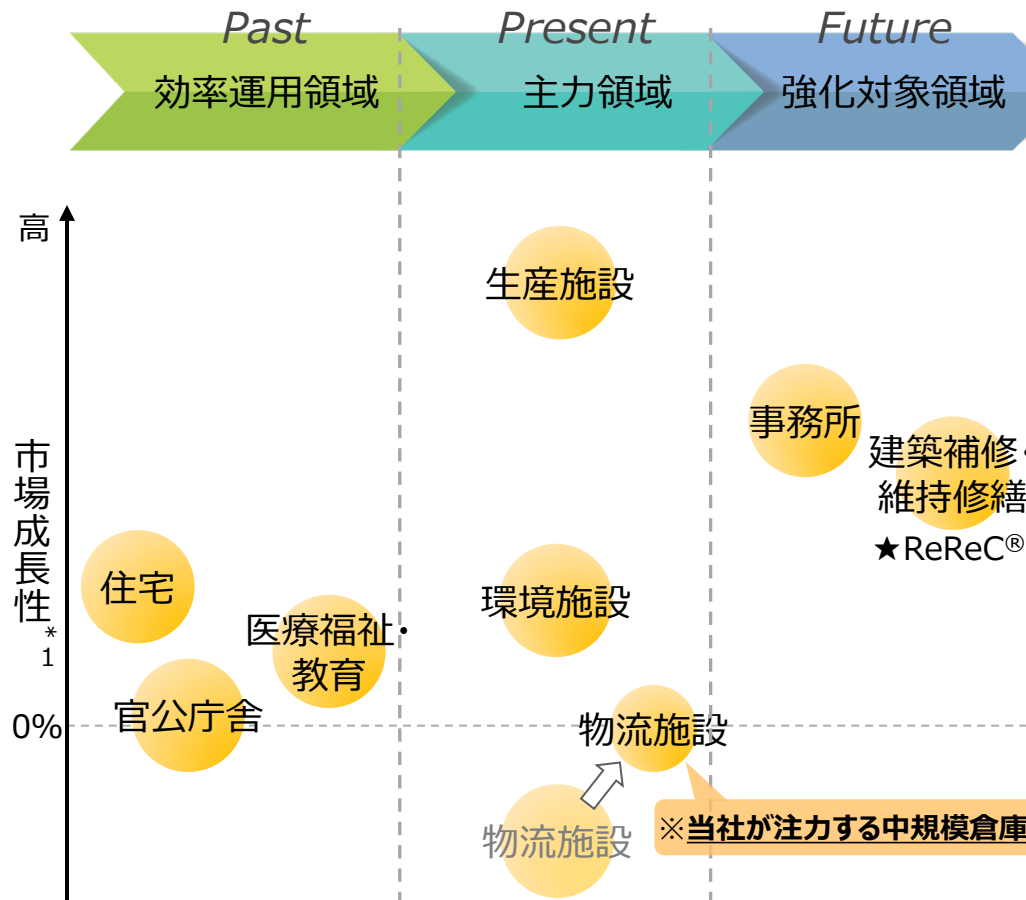 Past
Present
Future
効率運用領域
主力領域
強化対象領域
高
生産施設
事務所
建築補修・
維持修繕
★ReReC®
市場成長性*1
住宅
環境施設
医療福祉・
教育
官公庁舎
0%
物流施設
物流施設
※当社が注力する中規模倉庫